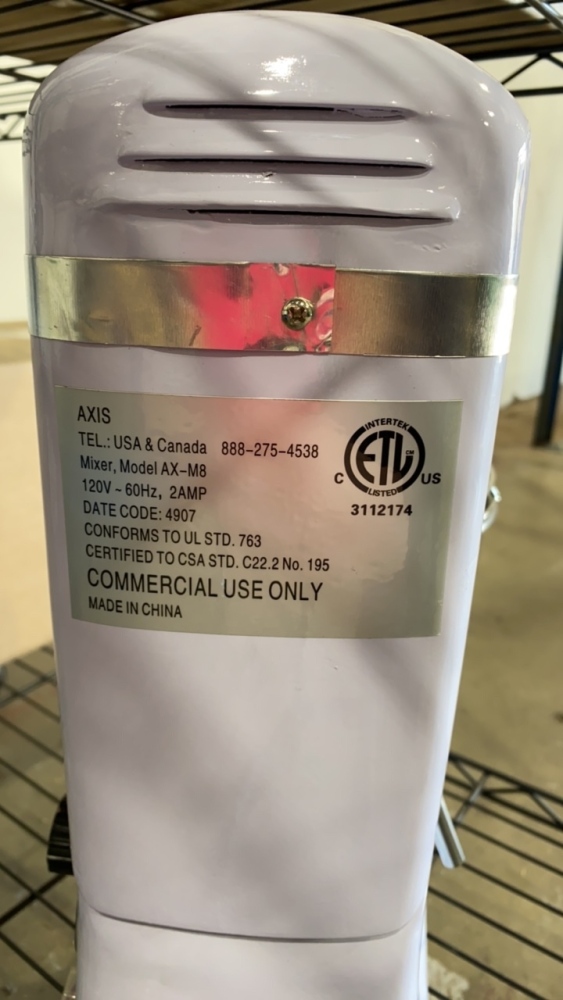 AXIS
TEL.: USA & Canada 888-275-4538
Mixer, Model AX-M8
120V ~ 60Hz, 2AMP
DATE CODE: 4907
CONFORMS TO UL STD. 763
CERTIFIED TO CSA STD. C22.2 No. 195
COMMERCIAL USE ONLY
MADE IN CHINA
INTERTEK
C ETL CM US
LISTED
3112174